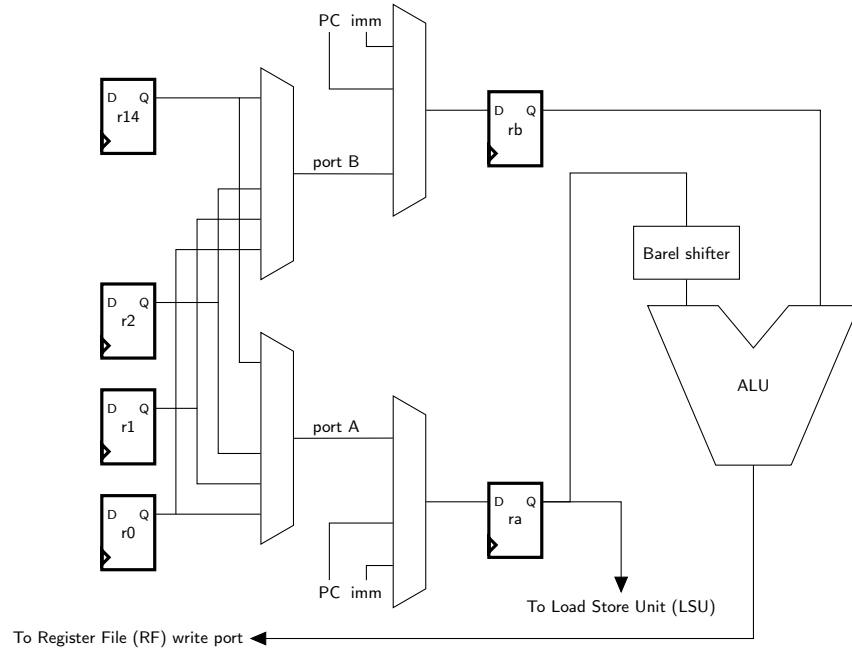 PC imm
D Q
r14
D Q
rb
port B
Barel shifter
D Q
r2
ALU
D Q
r1
port A
D Q
r0
D Q
ra
PC imm
To Load Store Unit (LSU)
To Register File (RF) write port